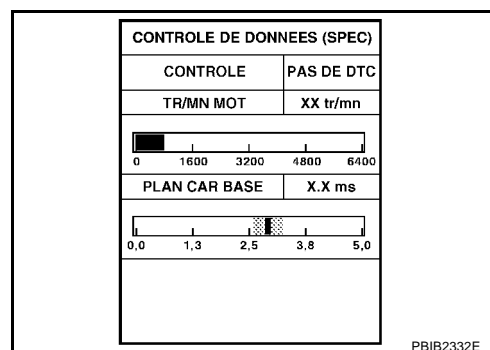 CONTROLE DE DONNEES (SPEC)
CONTROLE PAS DE DTC
TR/MN MOT XX tr/mn
0 1600 3200 4800 6400
PLAN CAR BASE X.X ms
0,0 1,3 2,5 3,8 5,0
PBIB2332E